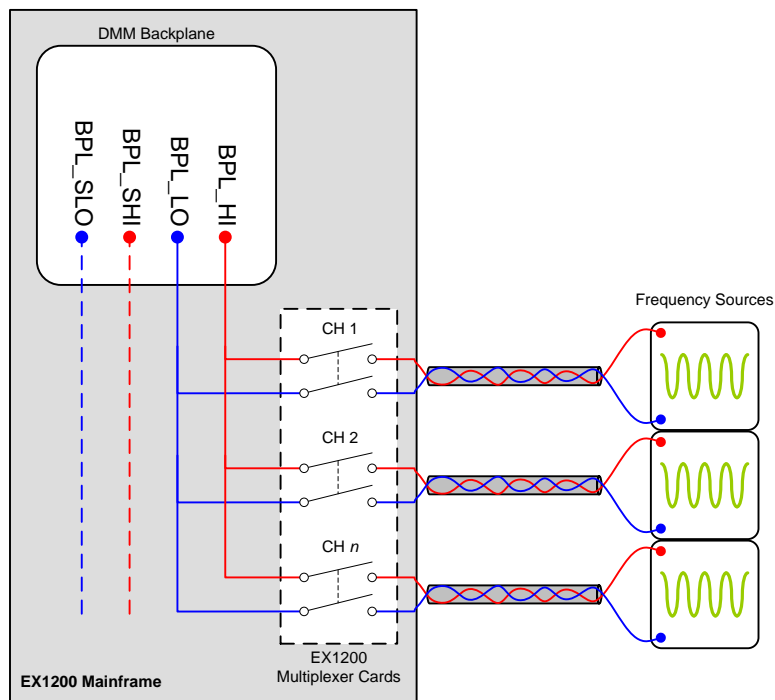 DMM Backplane
BPL_SLO
BPL_SHI
BPL_LO
BPL_HI
Frequency Sources
CH 1
CH 2
CH n
EX1200
Multiplexer Cards
EX1200 Mainframe